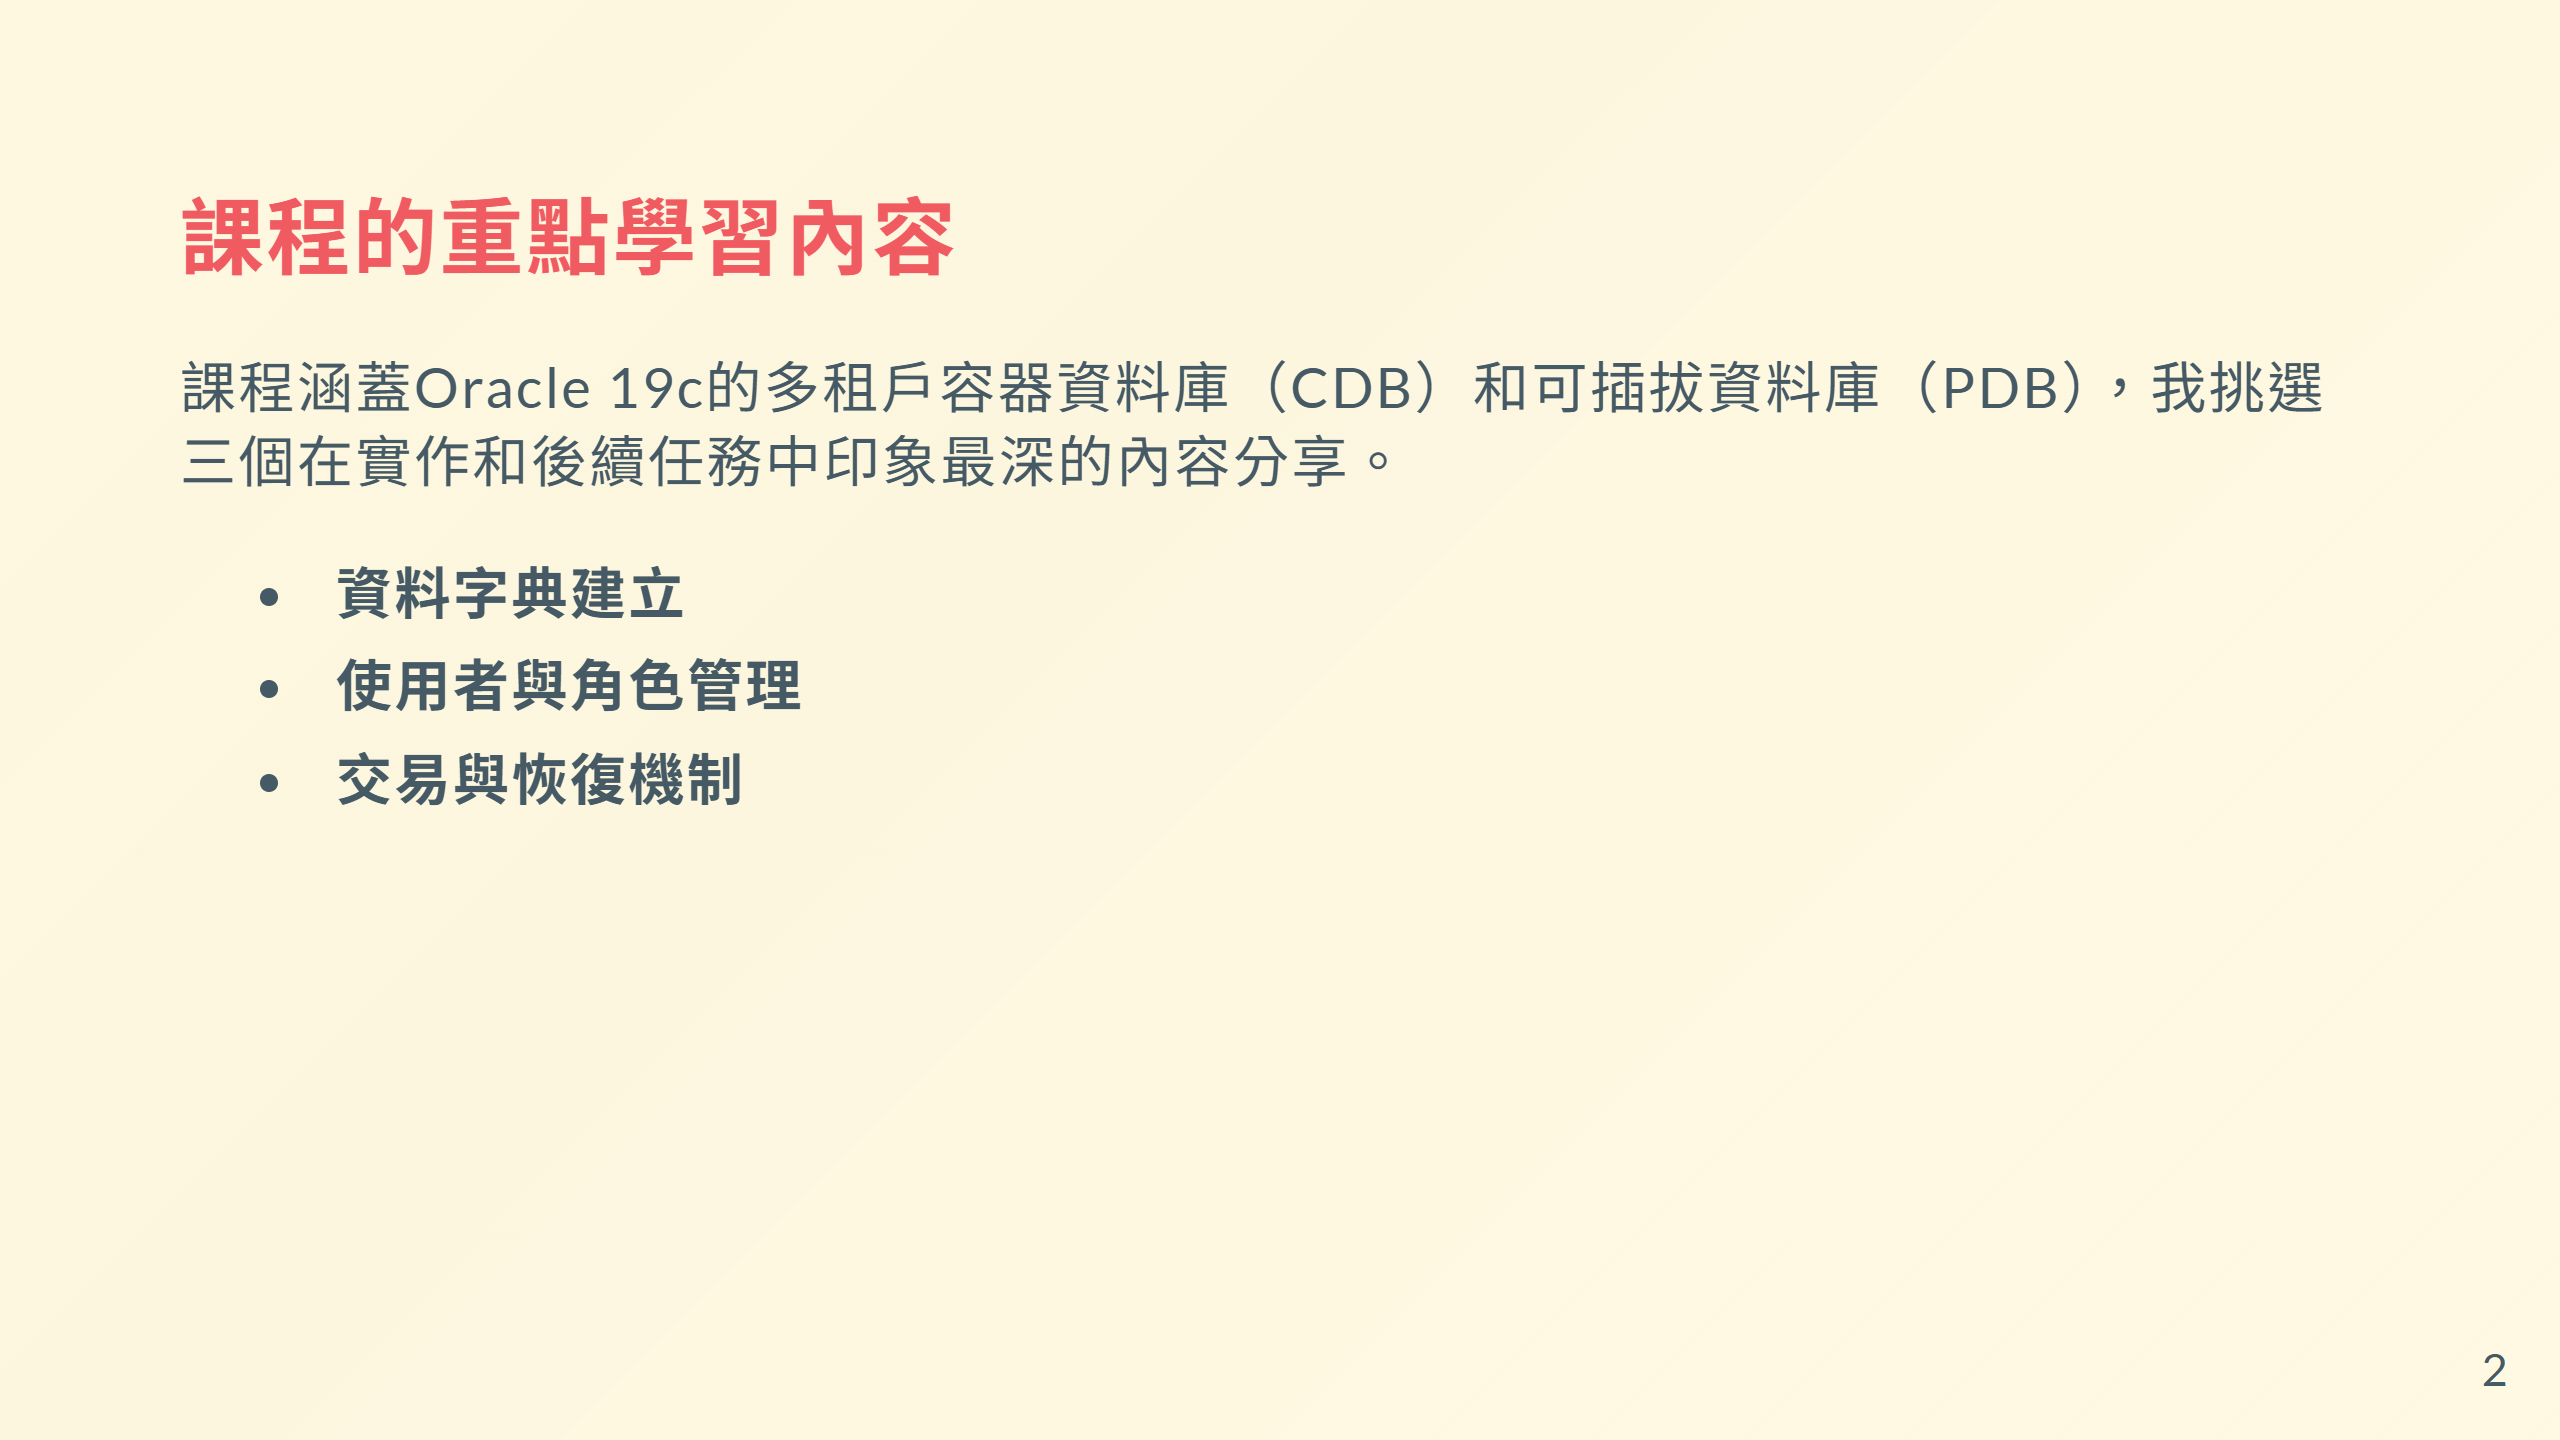 課程的重點學習內容
課程涵蓋Oracle 19c的多租戶容器資料庫（CDB）和可插拔資料庫（PDB），我挑選
三個在實作和後續任務中印象最深的內容分享。
• 資料字典建立
• 使用者與角色管理
• 交易與恢復機制
2